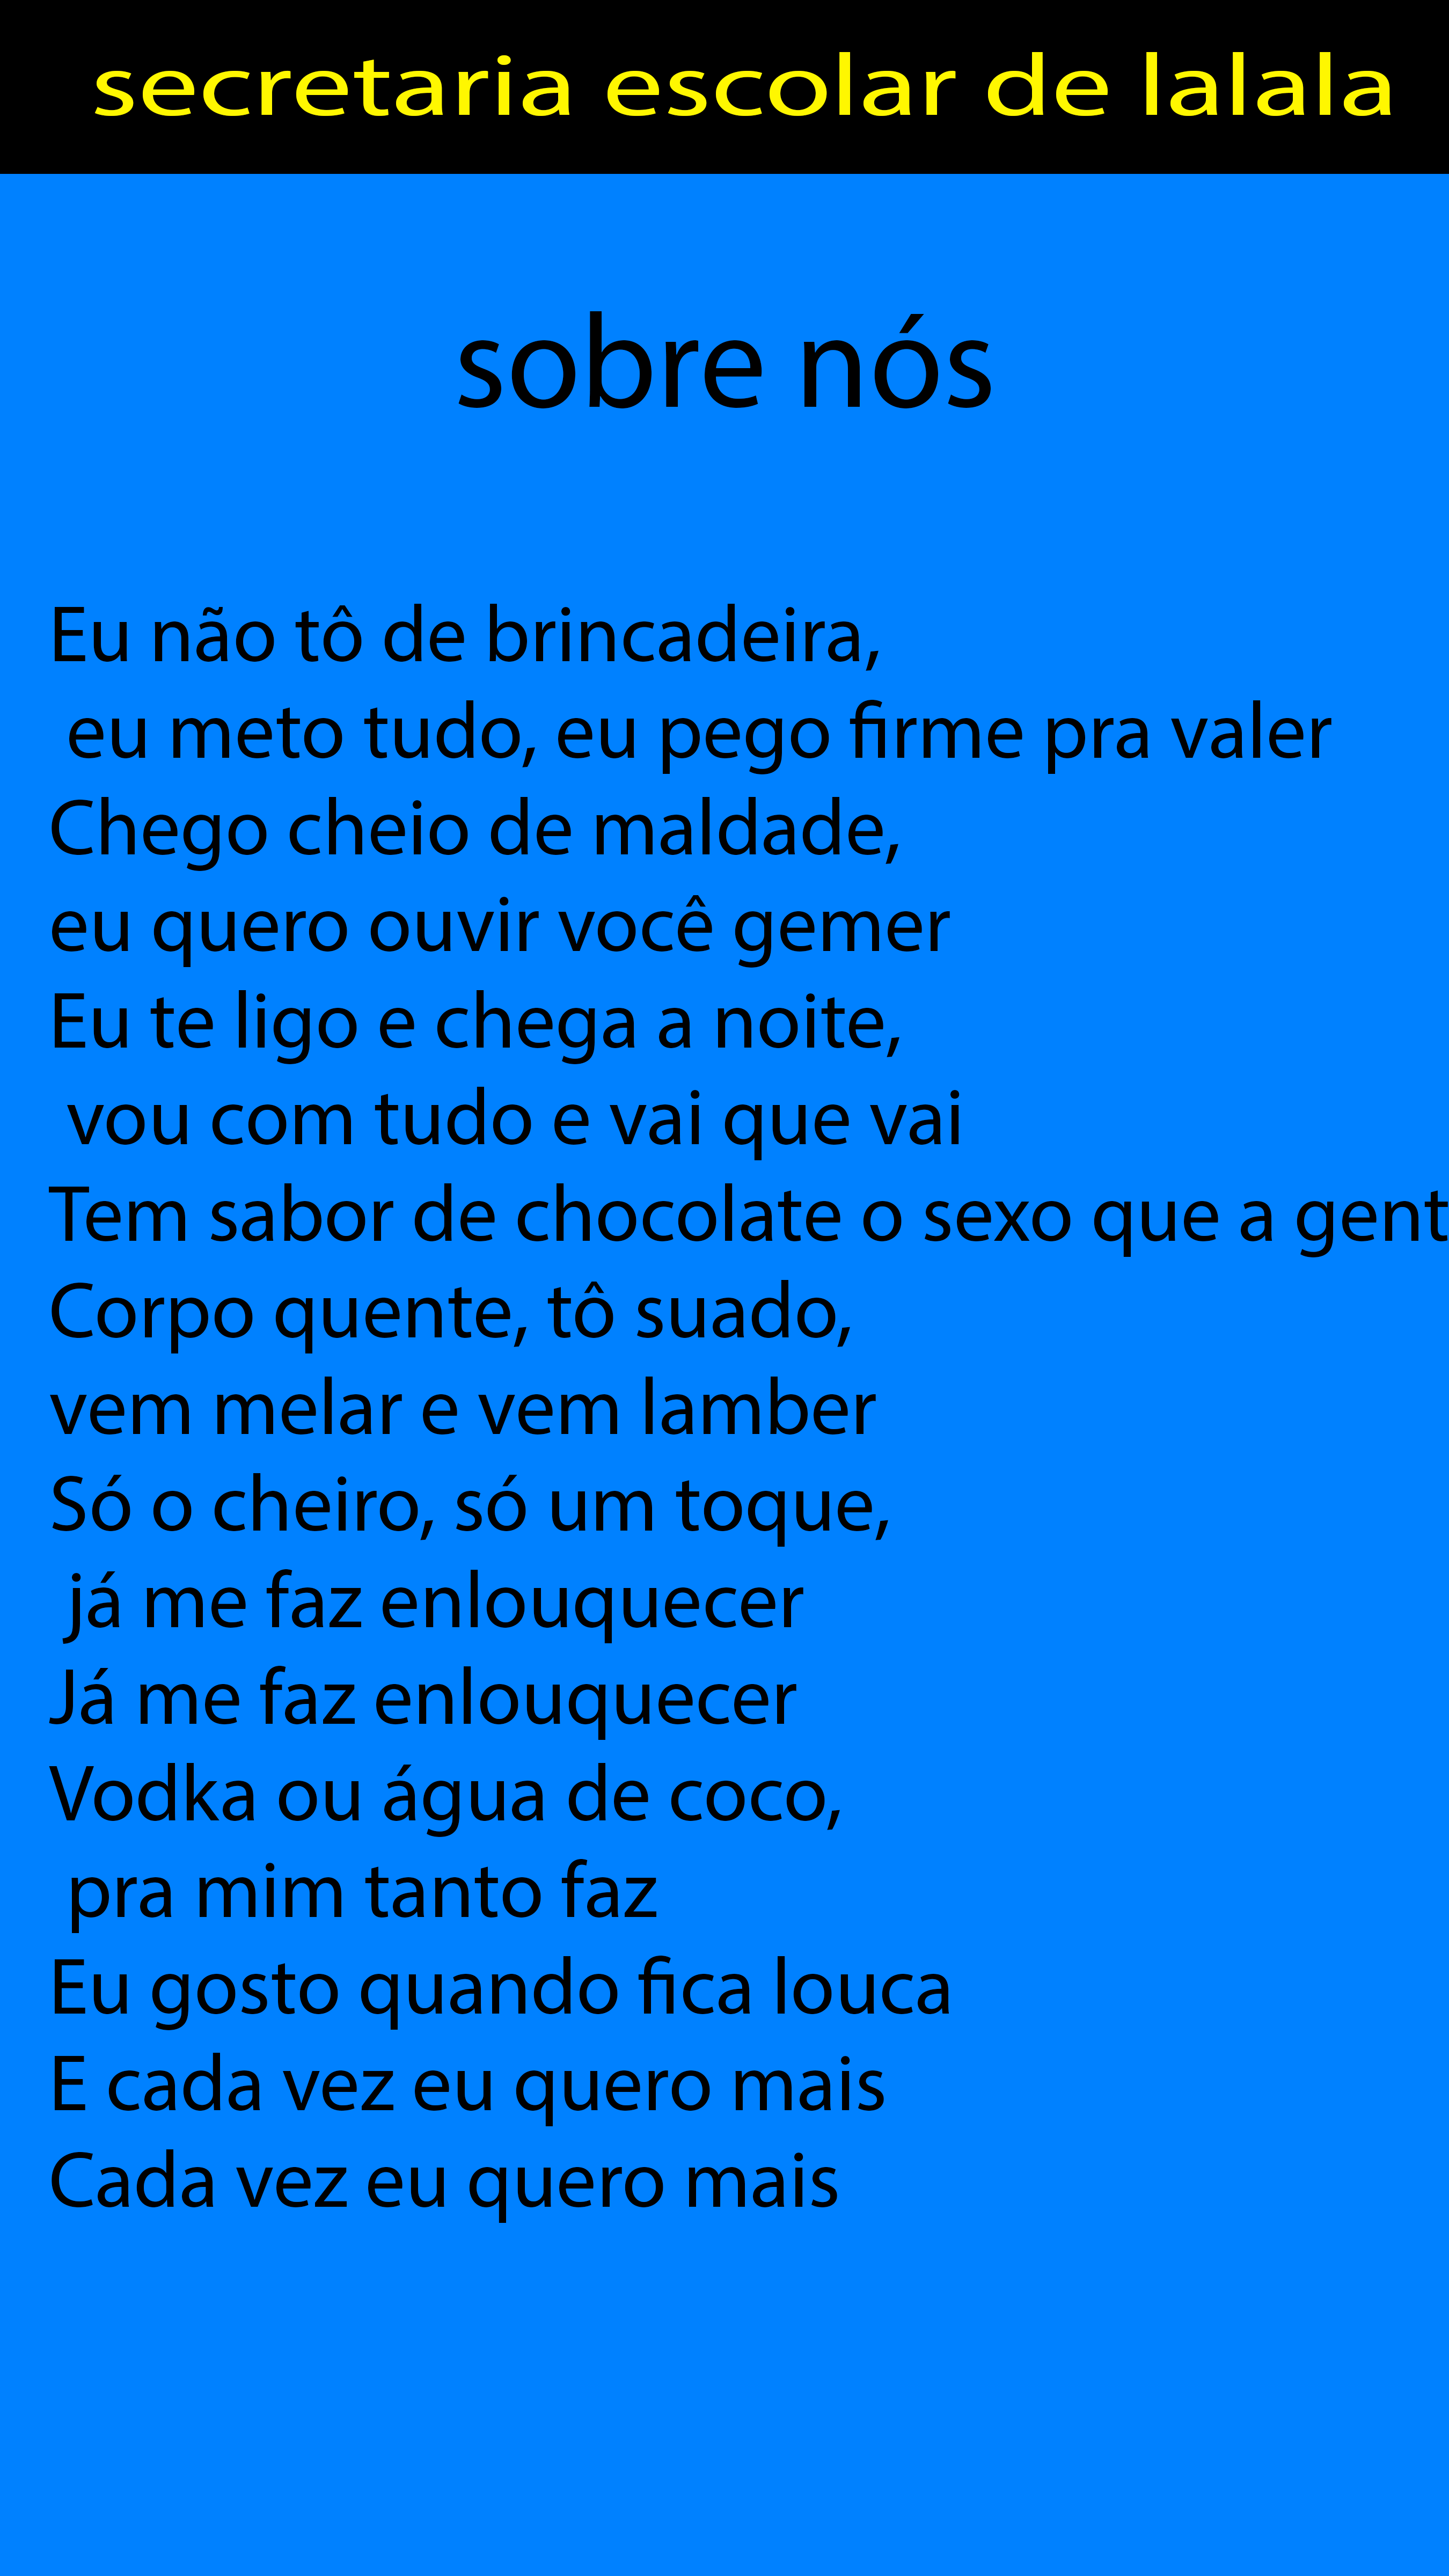 secretaria escolar de lalala
sobre nós
Eu não tô de brincadeira,
eu meto tudo, eu pego firme pra valer
Chego cheio de maldade,
eu quero ouvir você gemer
Eu te ligo e chega a noite,
vou com tudo e vai que vai
Tem sabor de chocolate o sexo que a gent
Corpo quente, tô suado,
vem melar e vem lamber
Só o cheiro, só um toque,
já me faz enlouquecer
Já me faz enlouquecer
Vodka ou água de coco,
pra mim tanto faz
Eu gosto quando fica louca
E cada vez eu quero mais
Cada vez eu quero mais